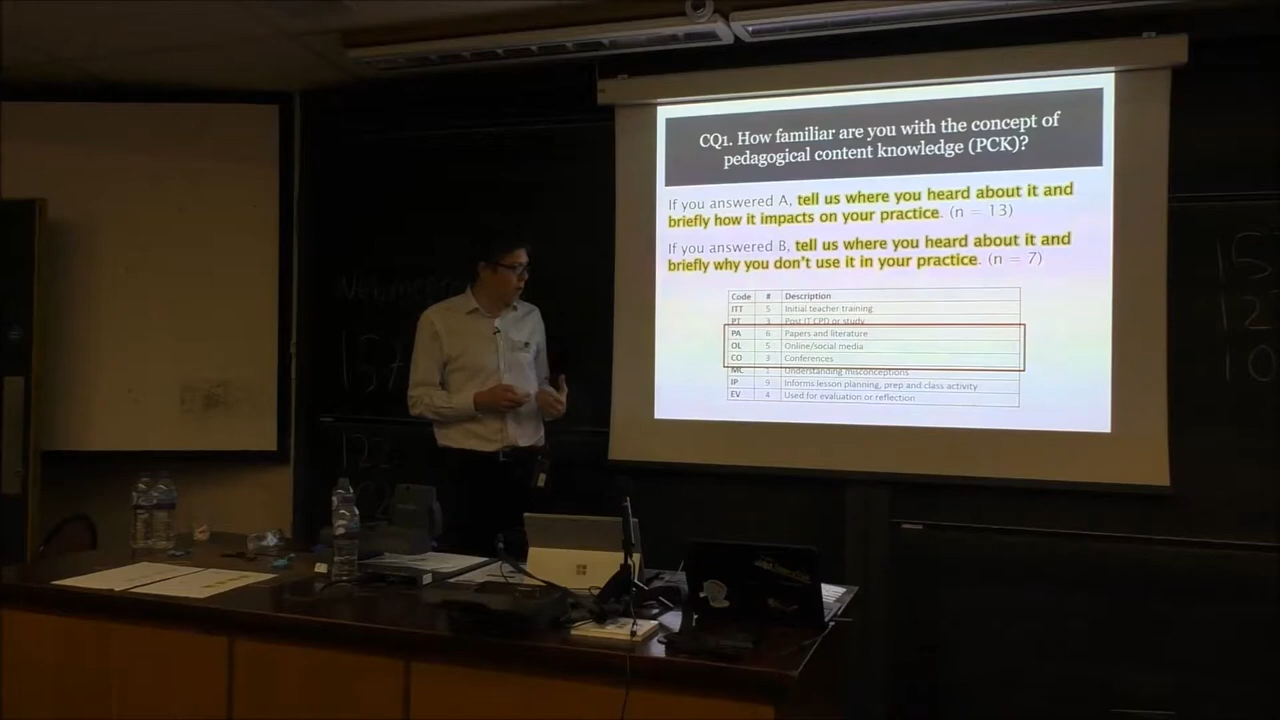 CQ1. How familiar are you with the concept of
pedagogical content knowledge (PCK)?
If you answered A, tell us where you heard about it and
briefly how it impacts on your practice. (n = 13)
If you answered B, tell us where you heard about it and
briefly why you don't use it in your practice. (n = 7)
Code # Description
ITT 5 Initial teacher training
PT 3 Post IT CPD or study
PA 6 Papers and literature
OL 5 Online/social media
CO 3 Conferences
MC 1 Understanding misconceptions
IP 9 Informs lesson planning, prep and class activity
EV 4 Used for evaluation or reflection